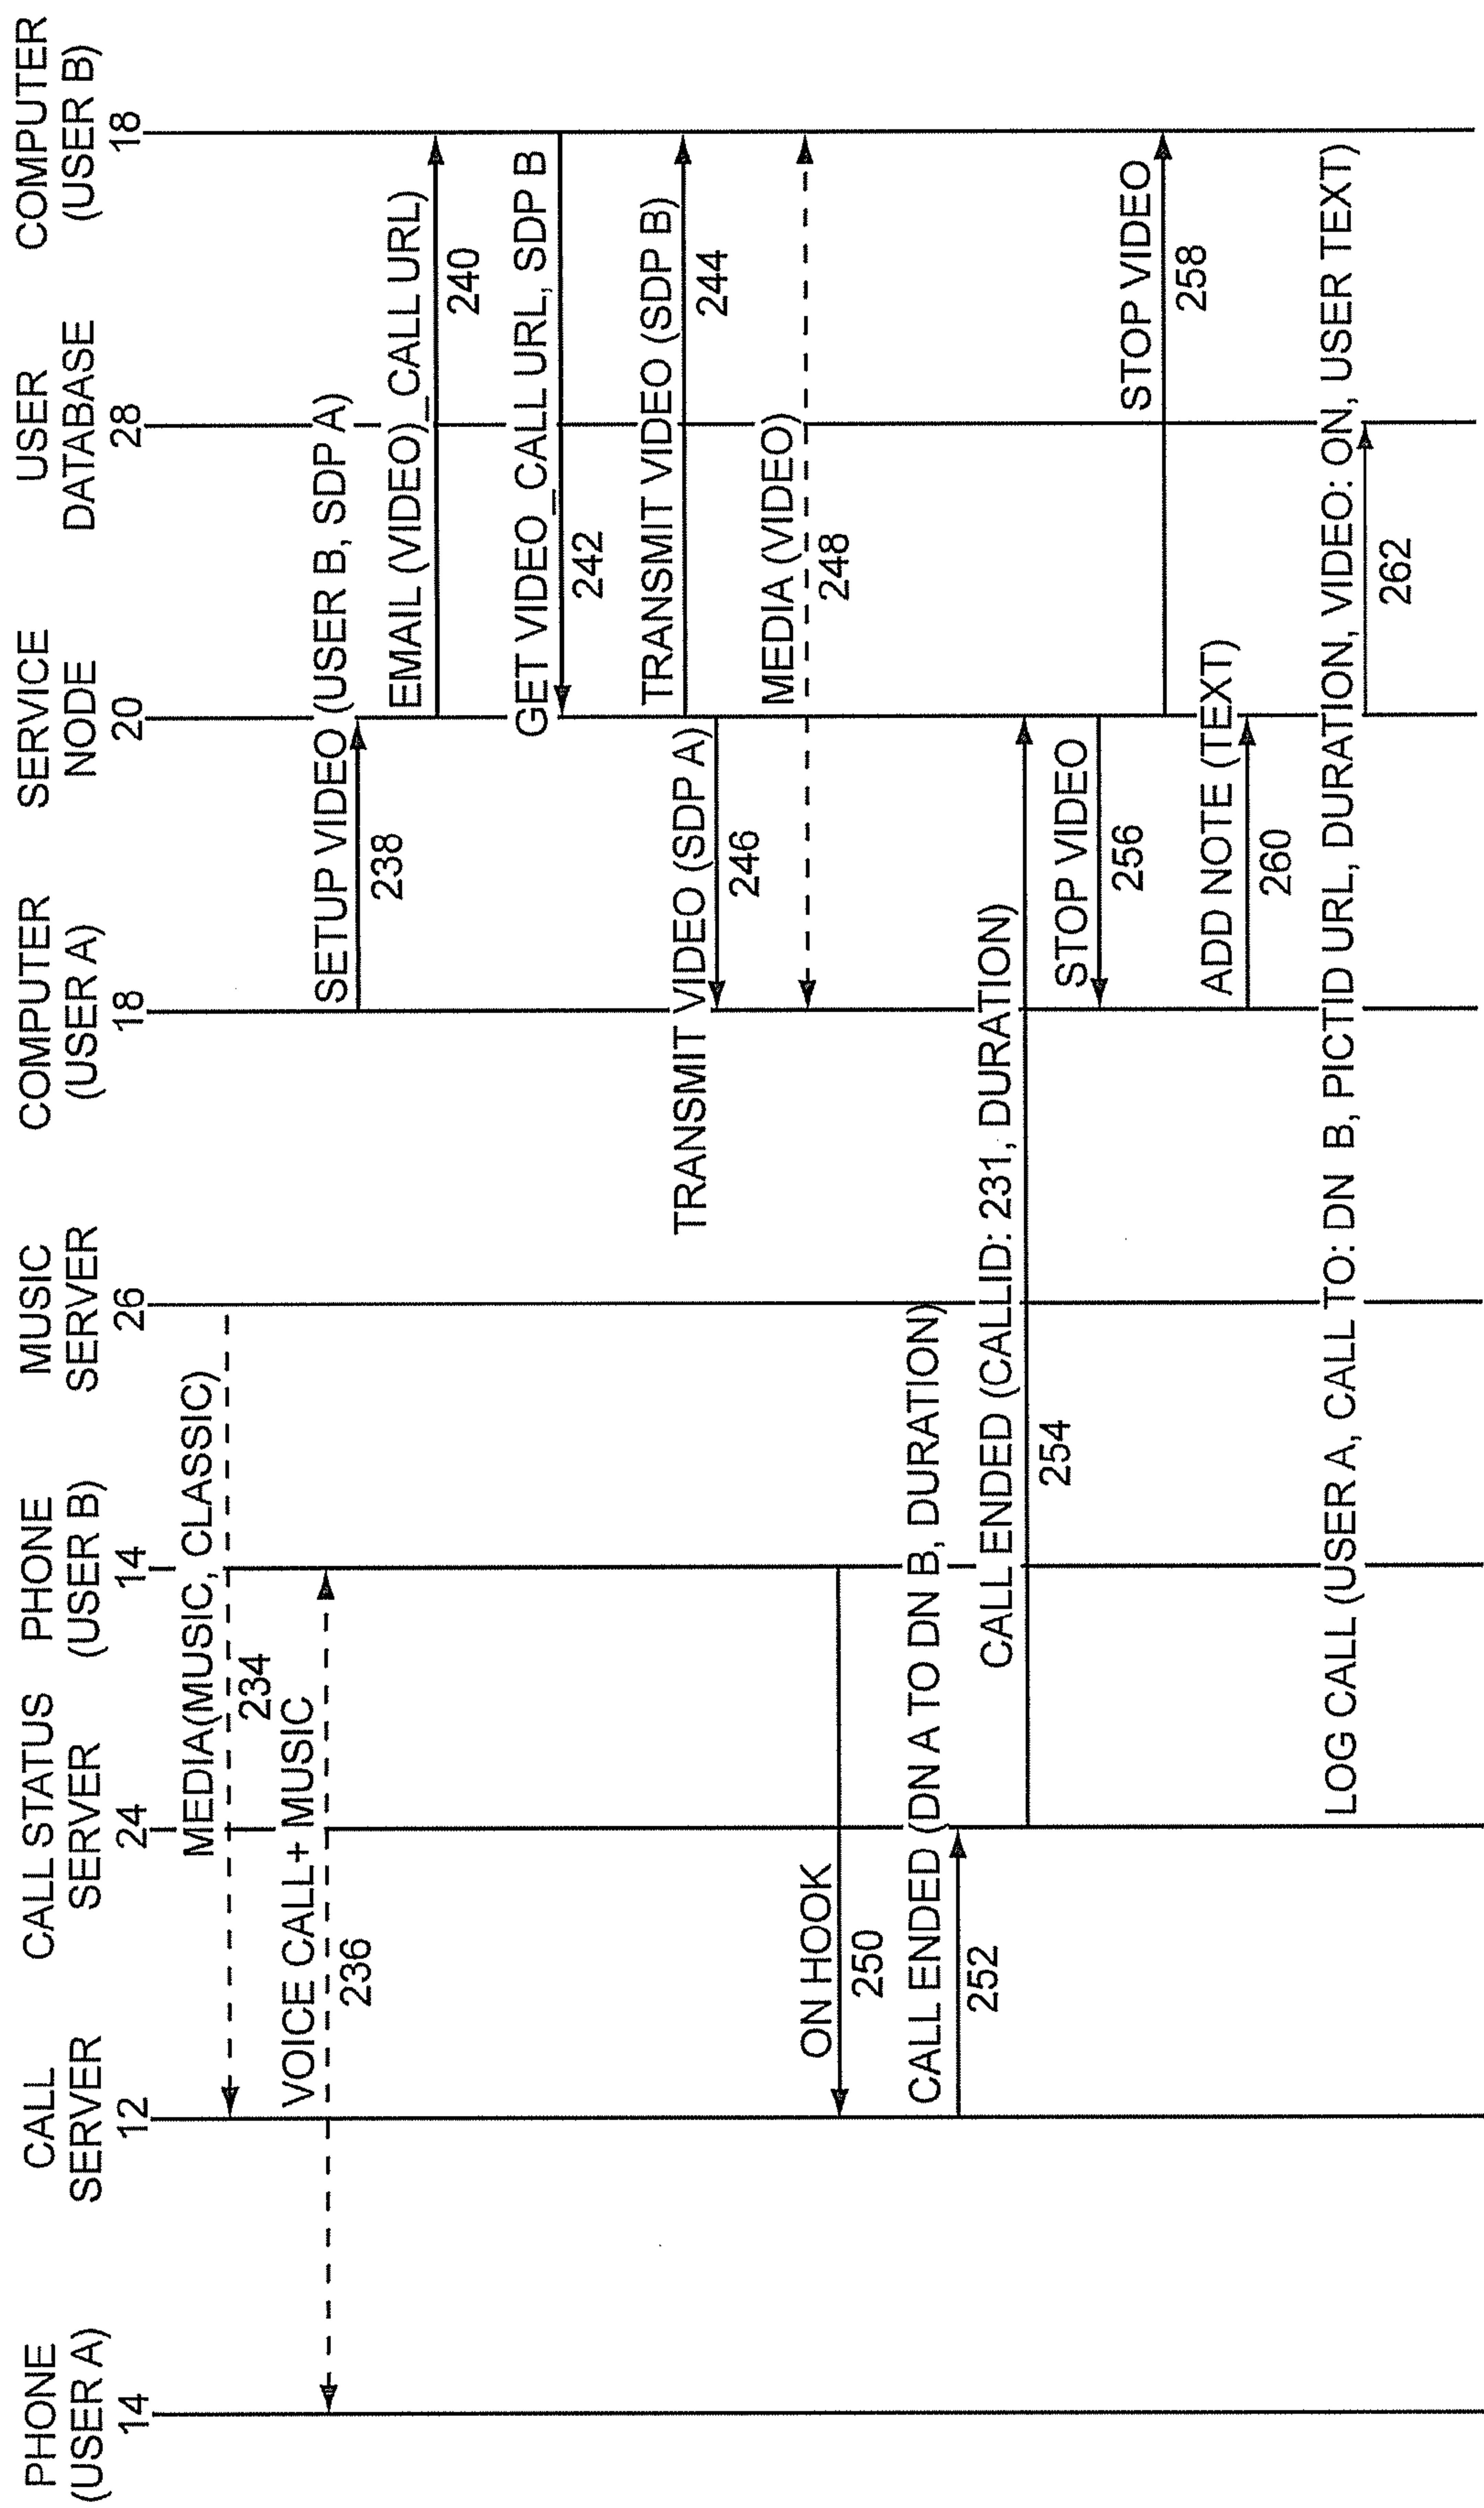 PHONE
(USER A)
14
CALL
SERVER
12
CALL STATUS
SERVER
24
PHONE
(USER B)
14
MUSIC
SERVER
26
COMPUTER
(USER A)
18
SERVICE
NODE
20
USER
DATABASE
28
COMPUTER
(USER B)
18
MEDIA(MUSIC, CLASSIC)
234
VOICE CALL+ MUSIC
236
SETUP VIDEO (USER B, SDP A)
238
EMAIL (VIDEO)_CALL URL)
240
GET VIDEO_CALL URL, SDP B
242
TRANSMIT VIDEO (SDP B)
244
TRANSMIT VIDEO (SDP A)
246
MEDIA (VIDEO)
248
ON HOOK
250
CALL ENDED (DN A TO DN B, DURATION)
252
CALL ENDED (CALLID: 231, DURATION)
254
STOP VIDEO
256
STOP VIDEO
258
ADD NOTE (TEXT)
260
LOG CALL (USER A, CALL TO: DN B, PICTID URL, DURATION, VIDEO: ON, USER TEXT)
262